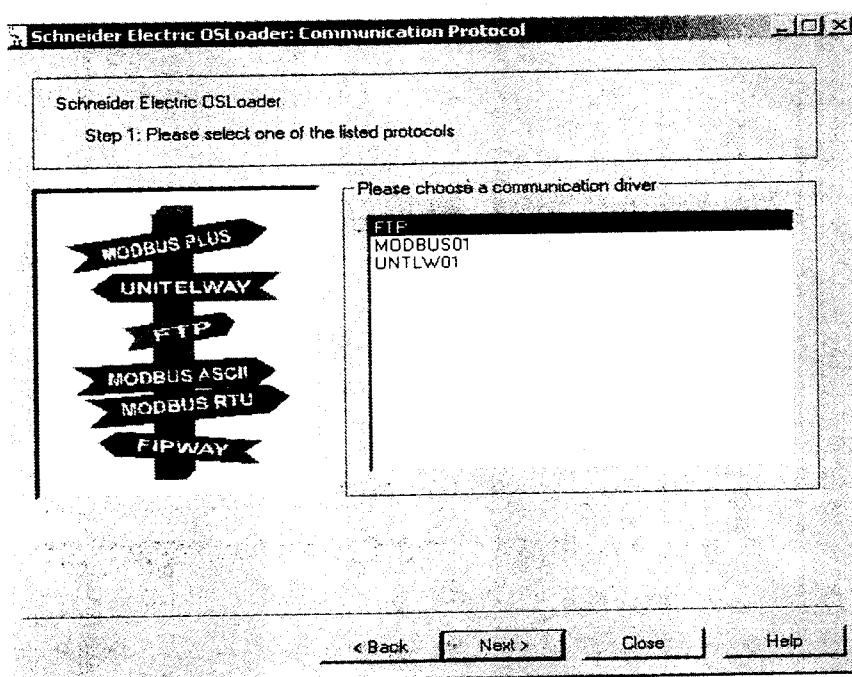 Schneider Electric OSLoader: Communication Protocol
Schneider Electric OSLoader
Step 1: Please select one of the listed protocols
MODBUS PLUS
UNITELWAY
FTP
MODBUS ASCII
MODBUS RTU
FIPWAY
Please choose a communication driver
FTP
MODBUS01
UNTLW01
< Back
Next >
Close
Help